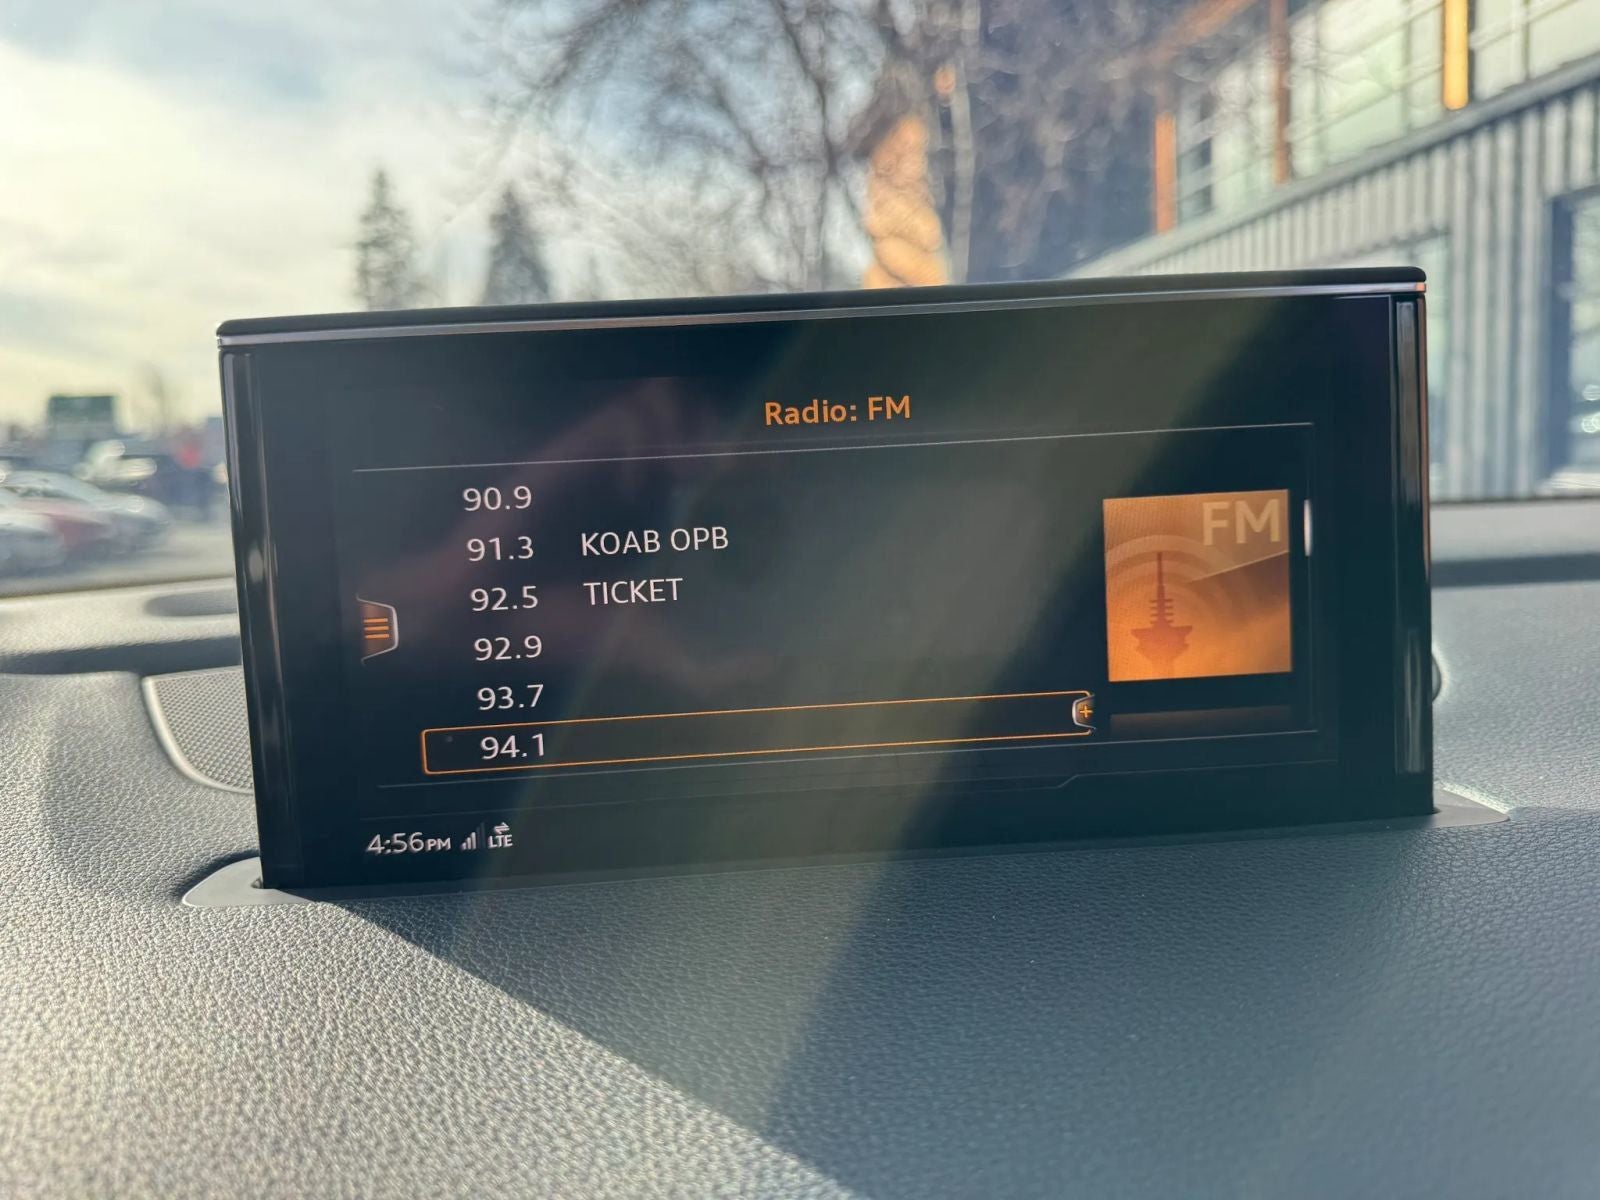 Radio: FM
90.9
91.3 KOAB OPB
92.5 TICKET
92.9
93.7
94.1
FM
4:56PM LTE